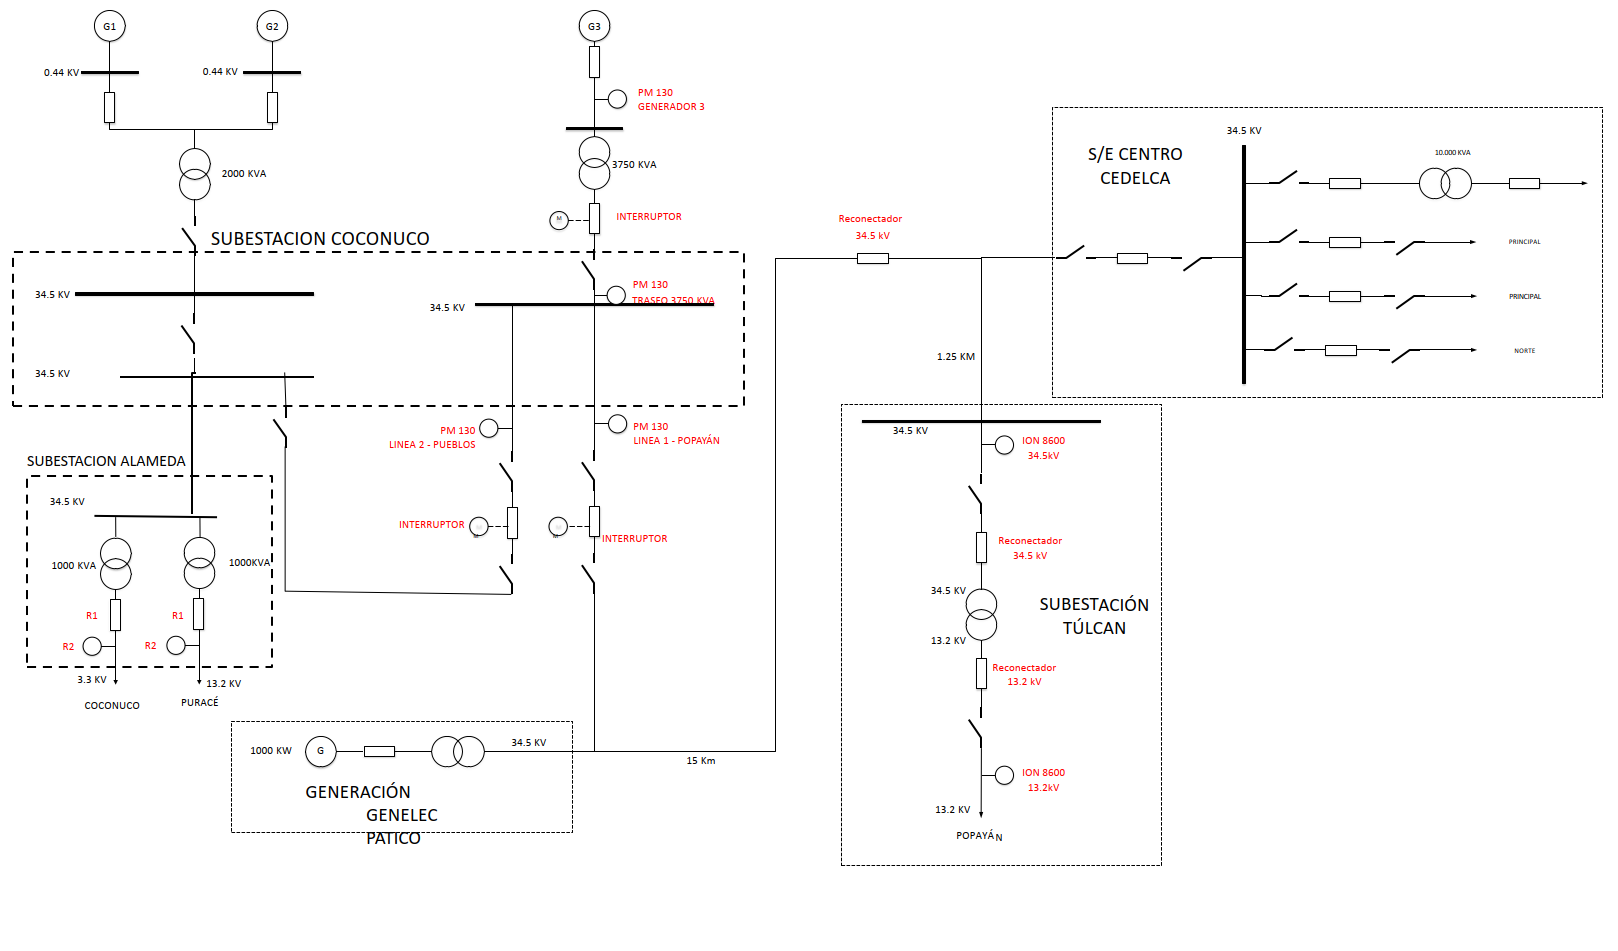 G1
G2
G3
0.44 KV
0.44 KV
PM 130
GENERADOR 3
2000 KVA
3750 KVA
M
INTERRUPTOR
SUBESTACION COCONUCO
34.5 KV
PM 130
TRASFO 3750 KVA
34.5 KV
34.5 KV
PM 130
LINEA 2 - PUEBLOS
PM 130
LINEA 1 - POPAYÁN
SUBESTACION ALAMEDA
34.5 KV
INTERRUPTOR
M
M
INTERRUPTOR
1000 KVA
1000KVA
R1
R1
R2
R2
3.3 KV
13.2 KV
COCONUCO
PURACÉ
1000 KW
G
34.5 KV
15 Km
GENERACIÓN
GENELEC
PATICO
Reconectador
34.5 kV
1.25 KM
S/E CENTRO
CEDELCA
34.5 KV
10.000 KVA
PRINCIPAL
PRINCIPAL
NORTE
34.5 KV
ION 8600
34.5kV
Reconectador
34.5 kV
34.5 KV
13.2 KV
SUBESTACIÓN
TÚLCAN
Reconectador
13.2 kV
ION 8600
13.2kV
13.2 KV
POPAYÁN